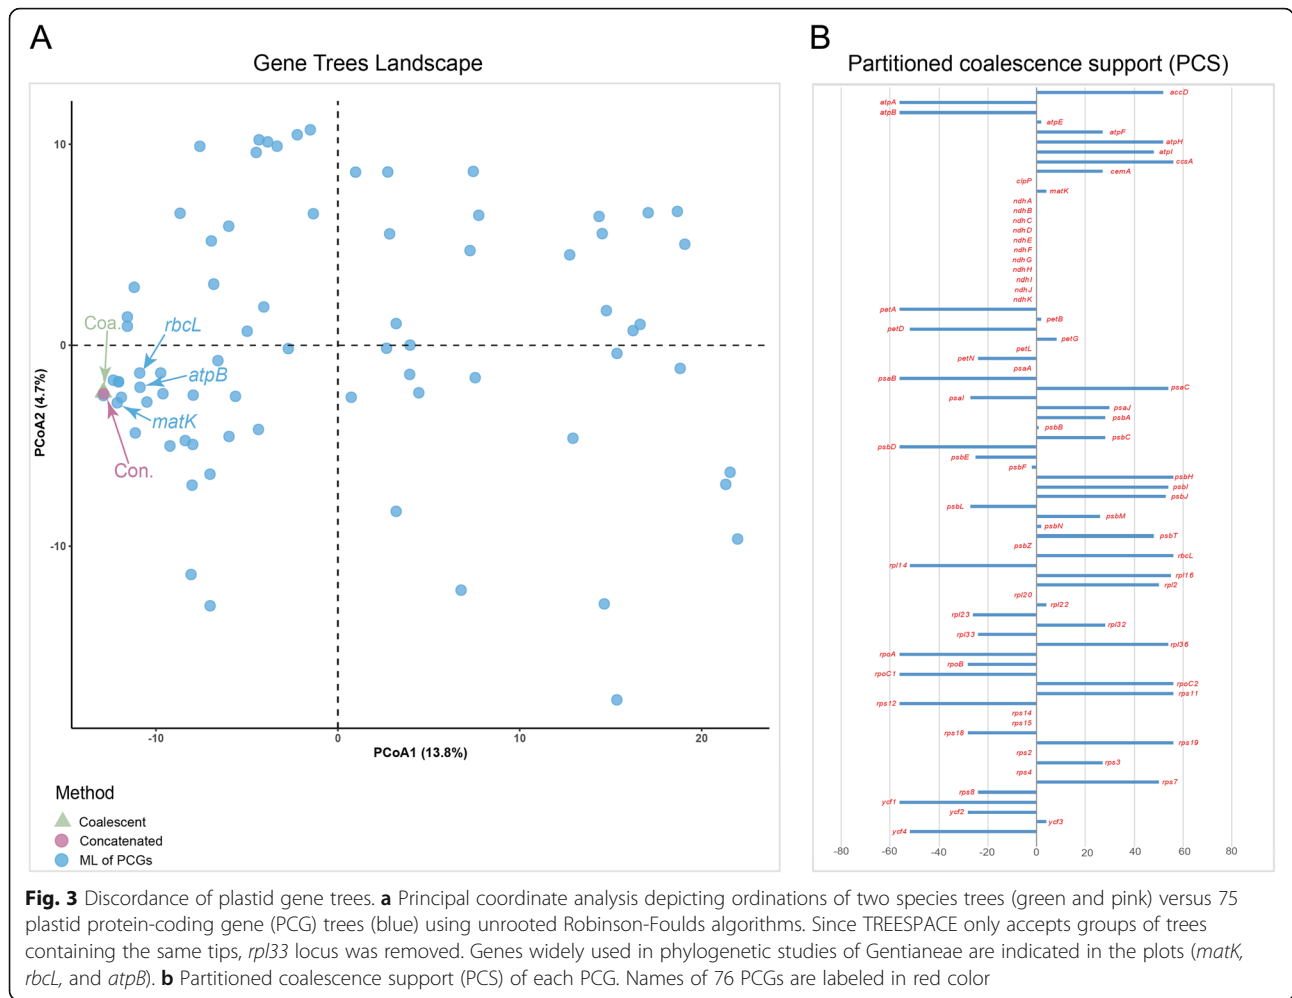 A
Gene Trees Landscape
10
0
-10
-10
0
10
20
PCoA2 (4.7%)
PCoA1 (13.8%)
Coa.
rbcL
atpB
matK
Con.
Method
Coalescent
Concatenated
ML of PCGs
B
Partitioned coalescence support (PCS)
accD
atpA
atpB
atpE
atpF
atpH
atpI
ccsA
cemA
clpP
matK
ndhA
ndhB
ndhC
ndhD
ndhE
ndhF
ndhG
ndhH
ndhI
ndhJ
ndhK
petA
petB
petD
petG
petL
petN
psaA
psaB
psaC
psaI
psaJ
psbA
psbB
psbC
psbD
psbE
psbF
psbH
psbI
psbJ
psbL
psbM
psbN
psbT
psbZ
rbcL
rpl14
rpl16
rpl2
rpl20
rpl22
rpl23
rpl32
rpl33
rpl36
rpoA
rpoB
rpoC1
rpoC2
rps11
rps12
rps14
rps15
rps18
rps19
rps2
rps3
rps4
rps7
rps8
ycf1
ycf2
ycf3
ycf4
-80 -60 -40 -20 0 20 40 60 80
Fig. 3 Discordance of plastid gene trees. a Principal coordinate analysis depicting ordinations of two species trees (green and pink) versus 75
plastid protein-coding gene (PCG) trees (blue) using unrooted Robinson-Foulds algorithms. Since TREESPACE only accepts groups of trees
containing the same tips, rpl33 locus was removed. Genes widely used in phylogenetic studies of Gentianeae are indicated in the plots (matK,
rbcL, and atpB). b Partitioned coalescence support (PCS) of each PCG. Names of 76 PCGs are labeled in red color